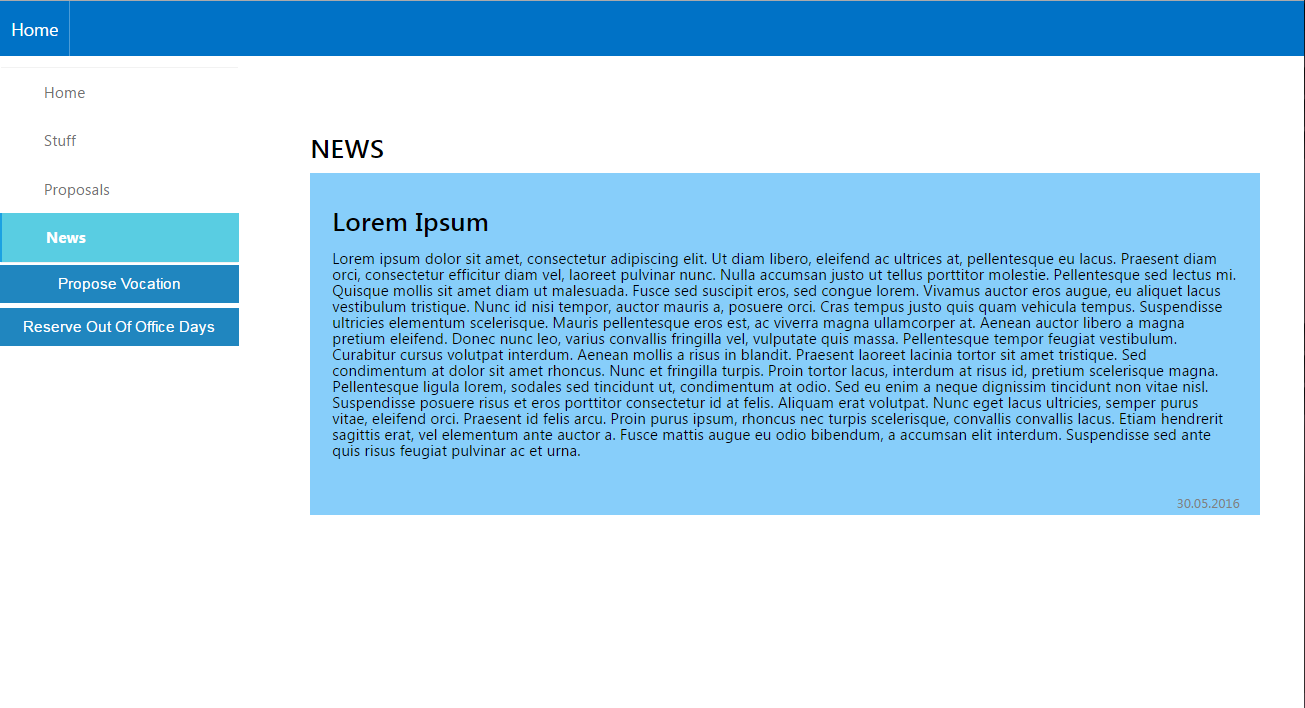 Home
Home
Stuff
Proposals
News
Propose Vocation
Reserve Out Of Office Days
NEWS
Lorem Ipsum
Lorem ipsum dolor sit amet, consectetur adipiscing elit. Ut diam libero, eleifend ac ultrices at, pellentesque eu lacus. Praesent diam
orci, consectetur efficitur diam vel, laoreet pulvinar nunc. Nulla accumsan justo ut tellus porttitor molestie. Pellentesque sed lectus mi.
Quisque mollis sit amet diam ut malesuada. Fusce sed suscipit eros, sed congue lorem. Vivamus auctor eros augue, eu aliquet lacus
vestibulum tristique. Nunc id nisi tempor, auctor mauris a, posuere orci. Cras tempus justo quis quam vehicula tempus. Suspendisse
ultricies elementum scelerisque. Mauris pellentesque eros est, ac viverra magna ullamcorper at. Aenean auctor libero a magna
pretium eleifend. Donec nunc leo, varius convallis fringilla vel, vulputate quis massa. Pellentesque tempor feugiat vestibulum.
Curabitur cursus volutpat interdum. Aenean mollis a risus in blandit. Praesent laoreet lacinia tortor sit amet tristique. Sed
condimentum at dolor sit amet rhoncus. Nunc et fringilla turpis. Proin tortor lacus, interdum at risus id, pretium scelerisque magna.
Pellentesque ligula lorem, sodales sed tincidunt ut, condimentum at odio. Sed eu enim a neque dignissim tincidunt non vitae nisl.
Suspendisse posuere risus et eros porttitor consectetur id at felis. Aliquam erat volutpat. Nunc eget lacus ultricies, semper purus
vitae, eleifend orci. Praesent id felis arcu. Proin purus ipsum, rhoncus nec turpis scelerisque, convallis convallis lacus. Etiam hendrerit
sagittis erat, vel elementum ante auctor a. Fusce mattis augue eu odio bibendum, a accumsan elit interdum. Suspendisse sed ante
quis risus feugiat pulvinar ac et urna.
30.05.2016